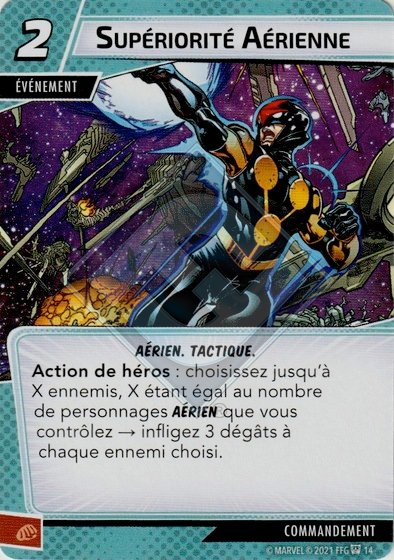 2
SUPÉRIORITÉ AÉRIENNE
ÉVÉNEMENT
AÉRIEN. TACTIQUE.
Action de héros : choisissez jusqu'à
X ennemis, X étant égal au nombre
de personnages AÉRIEN que vous
contrôlez → infligez 3 dégâts à
chaque ennemi choisi.
COMMANDEMENT
© MARVEL © 2021 FFG 14